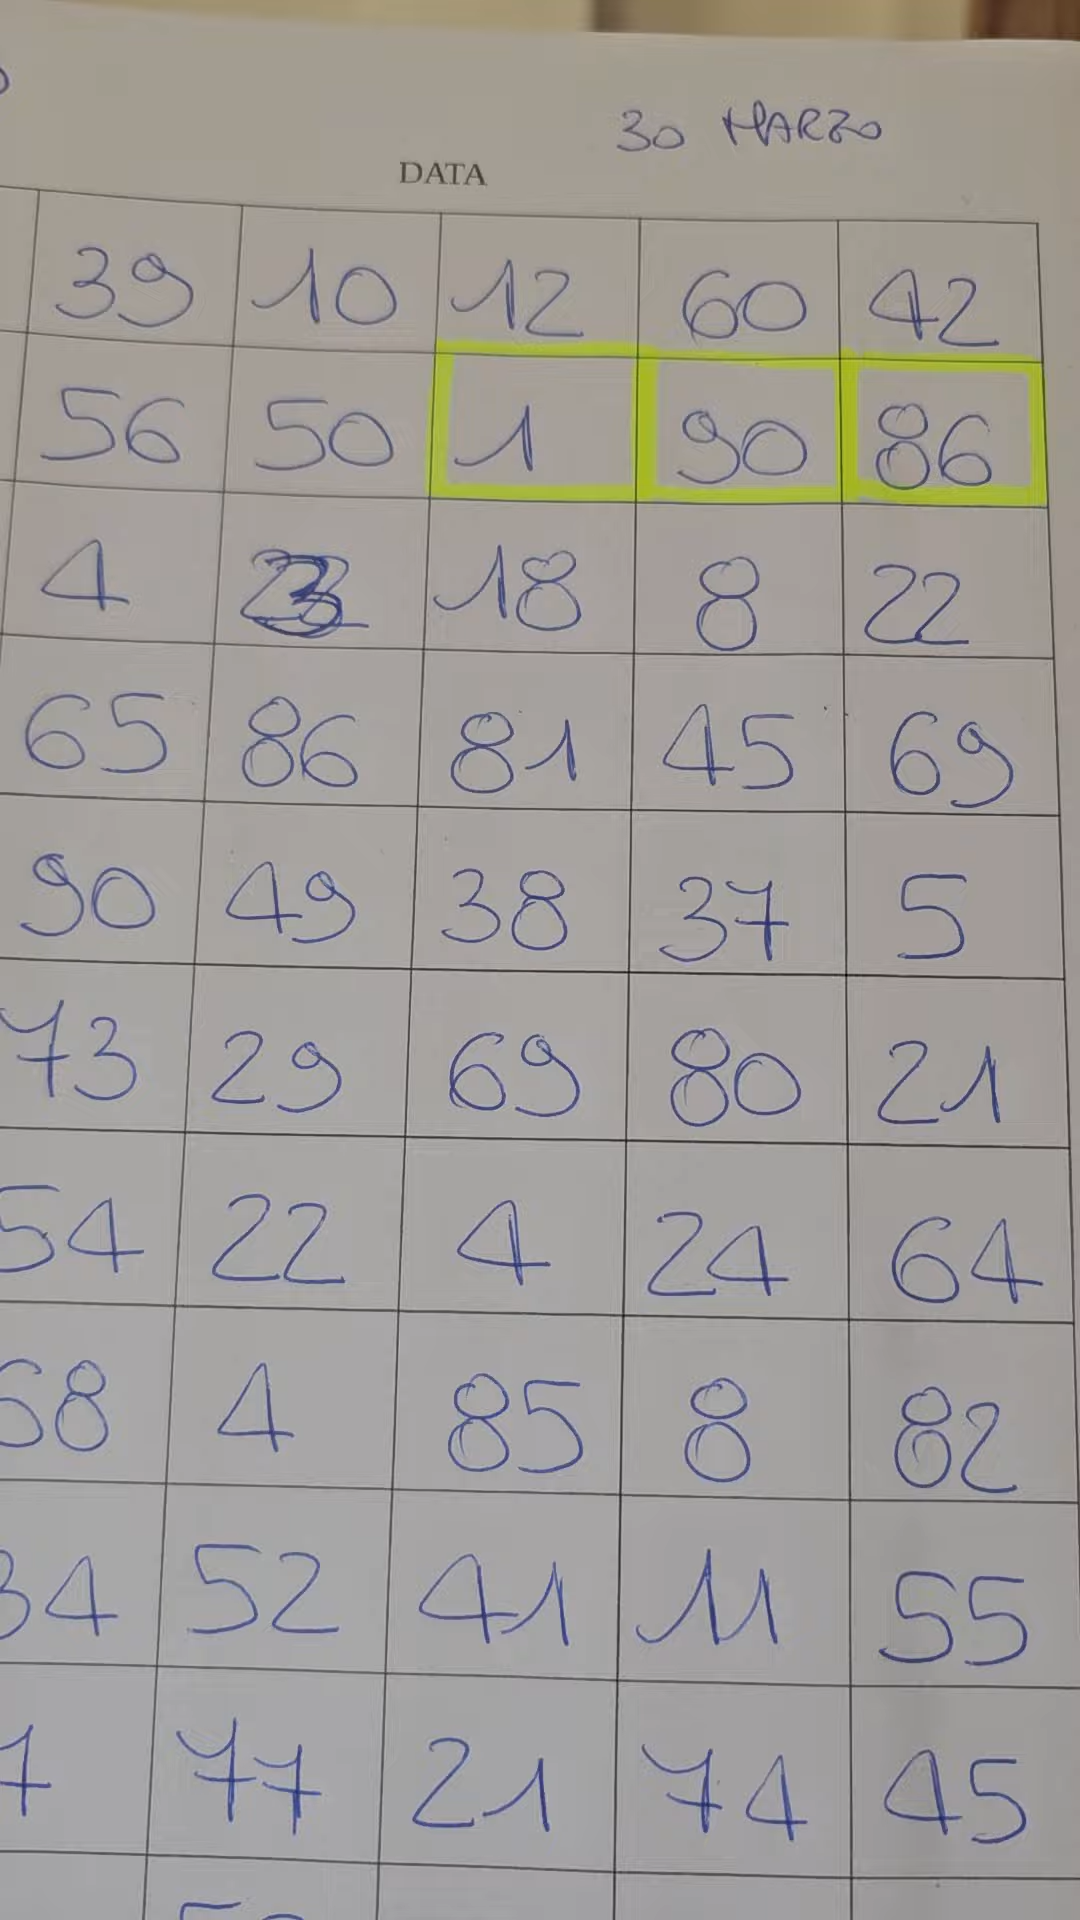 30 MARZO
DATA
39 10 12 60 42
56 50 1 90 86
4 18 8 22
65 86 81 45 69
90 49 38 37 5
73 29 69 80 21
54 22 4 24 64
68 4 85 8 82
34 52 41 11 55
77 21 74 45